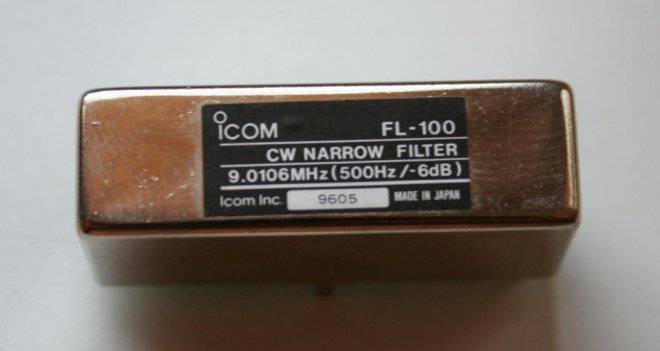 ICOM FL-100
CW NARROW FILTER
9.0106MHz(500Hz/-6dB)
Icom Inc. 9605 MADE IN JAPAN